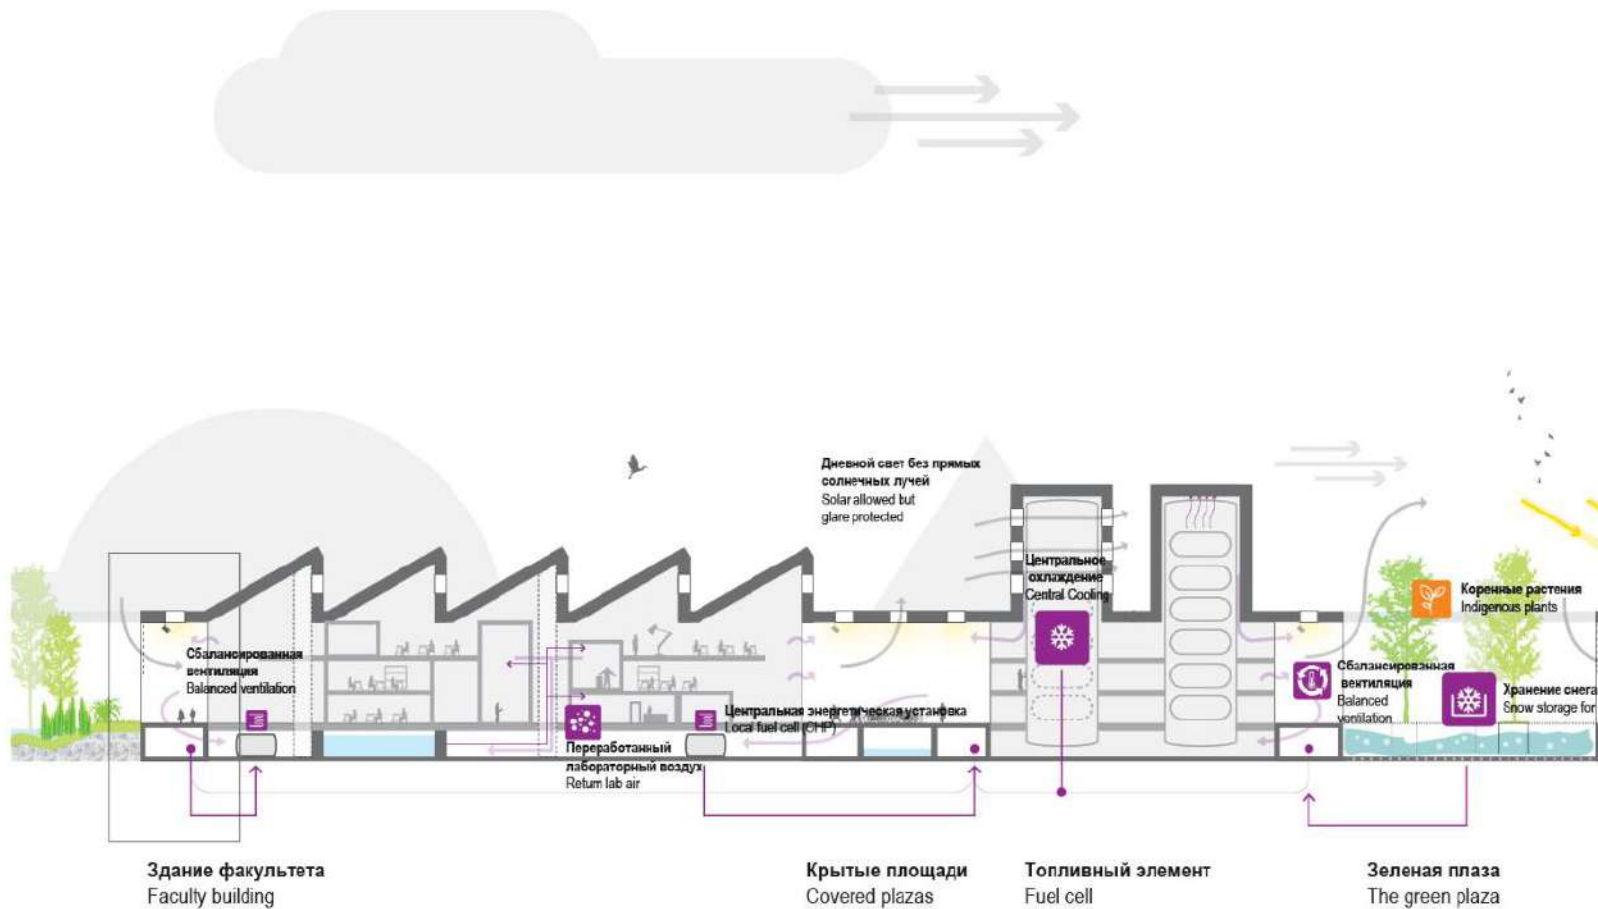 Дневной свет без прямых
солнечных лучей
Solar allowed but
glare protected
Центральное
охлаждение
Central Cooling
Коренные растения
Indigenous plants
Сбалансированная
вентиляция
Balanced ventilation
Сбалансированная
вентиляция
Balanced
ventilation
Хранение снега
Snow storage for
Центральная энергетическая установка
Local fuel cell (CHP)
Переработанный
лабораторный воздух
Return lab air
Здание факультета
Faculty building
Крытые площади
Covered plazas
Топливный элемент
Fuel cell
Зеленая плаза
The green plaza